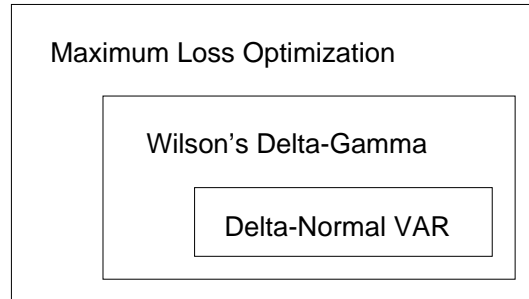 Maximum Loss Optimization
Wilson's Delta-Gamma
Delta-Normal VAR